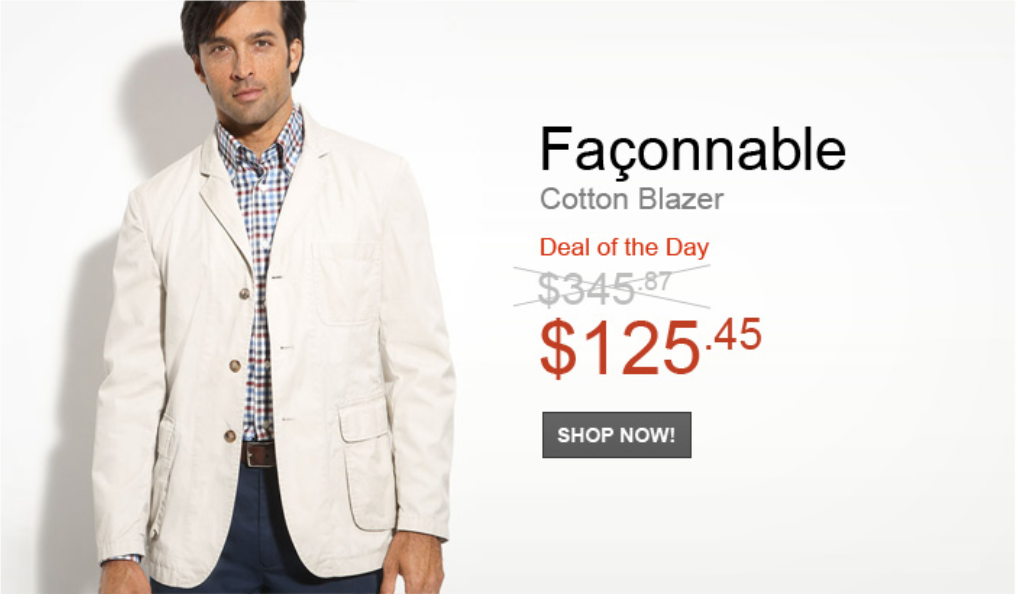 Façonnable
Cotton Blazer
Deal of the Day
$345.87
$125.45
SHOP NOW!